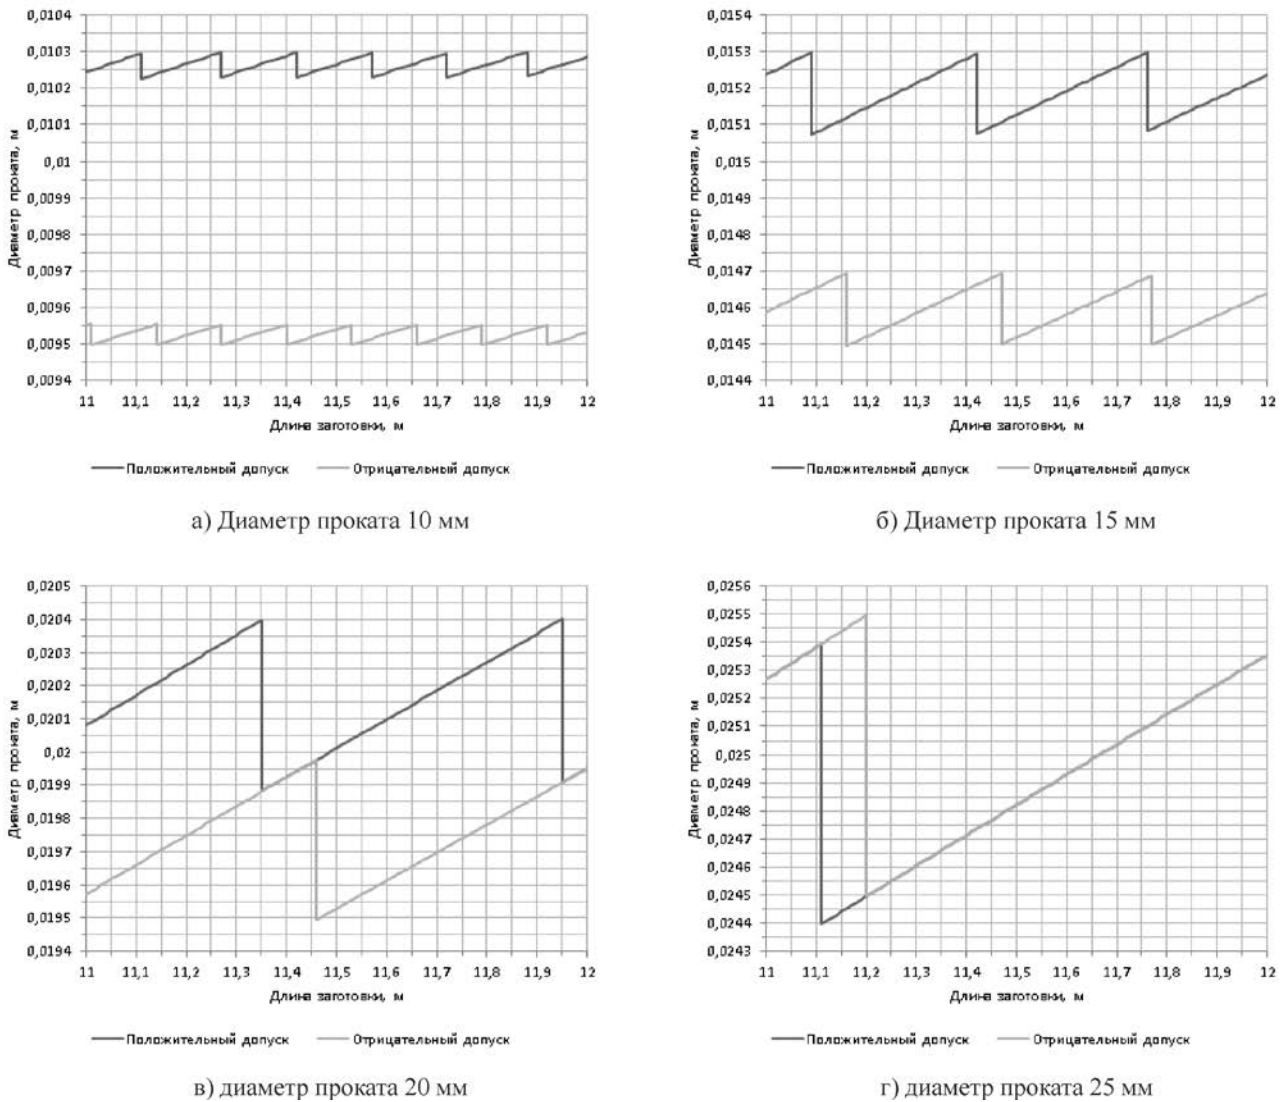 0,0104
0,0103
0,0102
0,0101
0,01
0,0099
0,0098
0,0097
0,0096
0,0095
0,0094
Диаметр проката, м
11 11,1 11,2 11,3 11,4 11,5 11,6 11,7 11,8 11,9 12
Длина заготовки, м
Положительный допуск Отрицательный допуск
а) Диаметр проката 10 мм
0,0154
0,0153
0,0152
0,0151
0,015
0,0149
0,0148
0,0147
0,0146
0,0145
0,0144
Диаметр проката, м
11 11,1 11,2 11,3 11,4 11,5 11,6 11,7 11,8 11,9 12
Длина заготовки, м
Положительный допуск Отрицательный допуск
б) Диаметр проката 15 мм
0,0205
0,0204
0,0203
0,0202
0,0201
0,02
0,0199
0,0198
0,0197
0,0196
0,0195
0,0194
Диаметр проката, м
11 11,1 11,2 11,3 11,4 11,5 11,6 11,7 11,8 11,9 12
Длина заготовки, м
Положительный допуск Отрицательный допуск
в) диаметр проката 20 мм
0,0256
0,0255
0,0254
0,0253
0,0252
0,0251
0,025
0,0249
0,0248
0,0247
0,0246
0,0245
0,0244
0,0243
Диаметр проката, м
11 11,1 11,2 11,3 11,4 11,5 11,6 11,7 11,8 11,9 12
Длина заготовки, м
Положительный допуск Отрицательный допуск
г) диаметр проката 25 мм